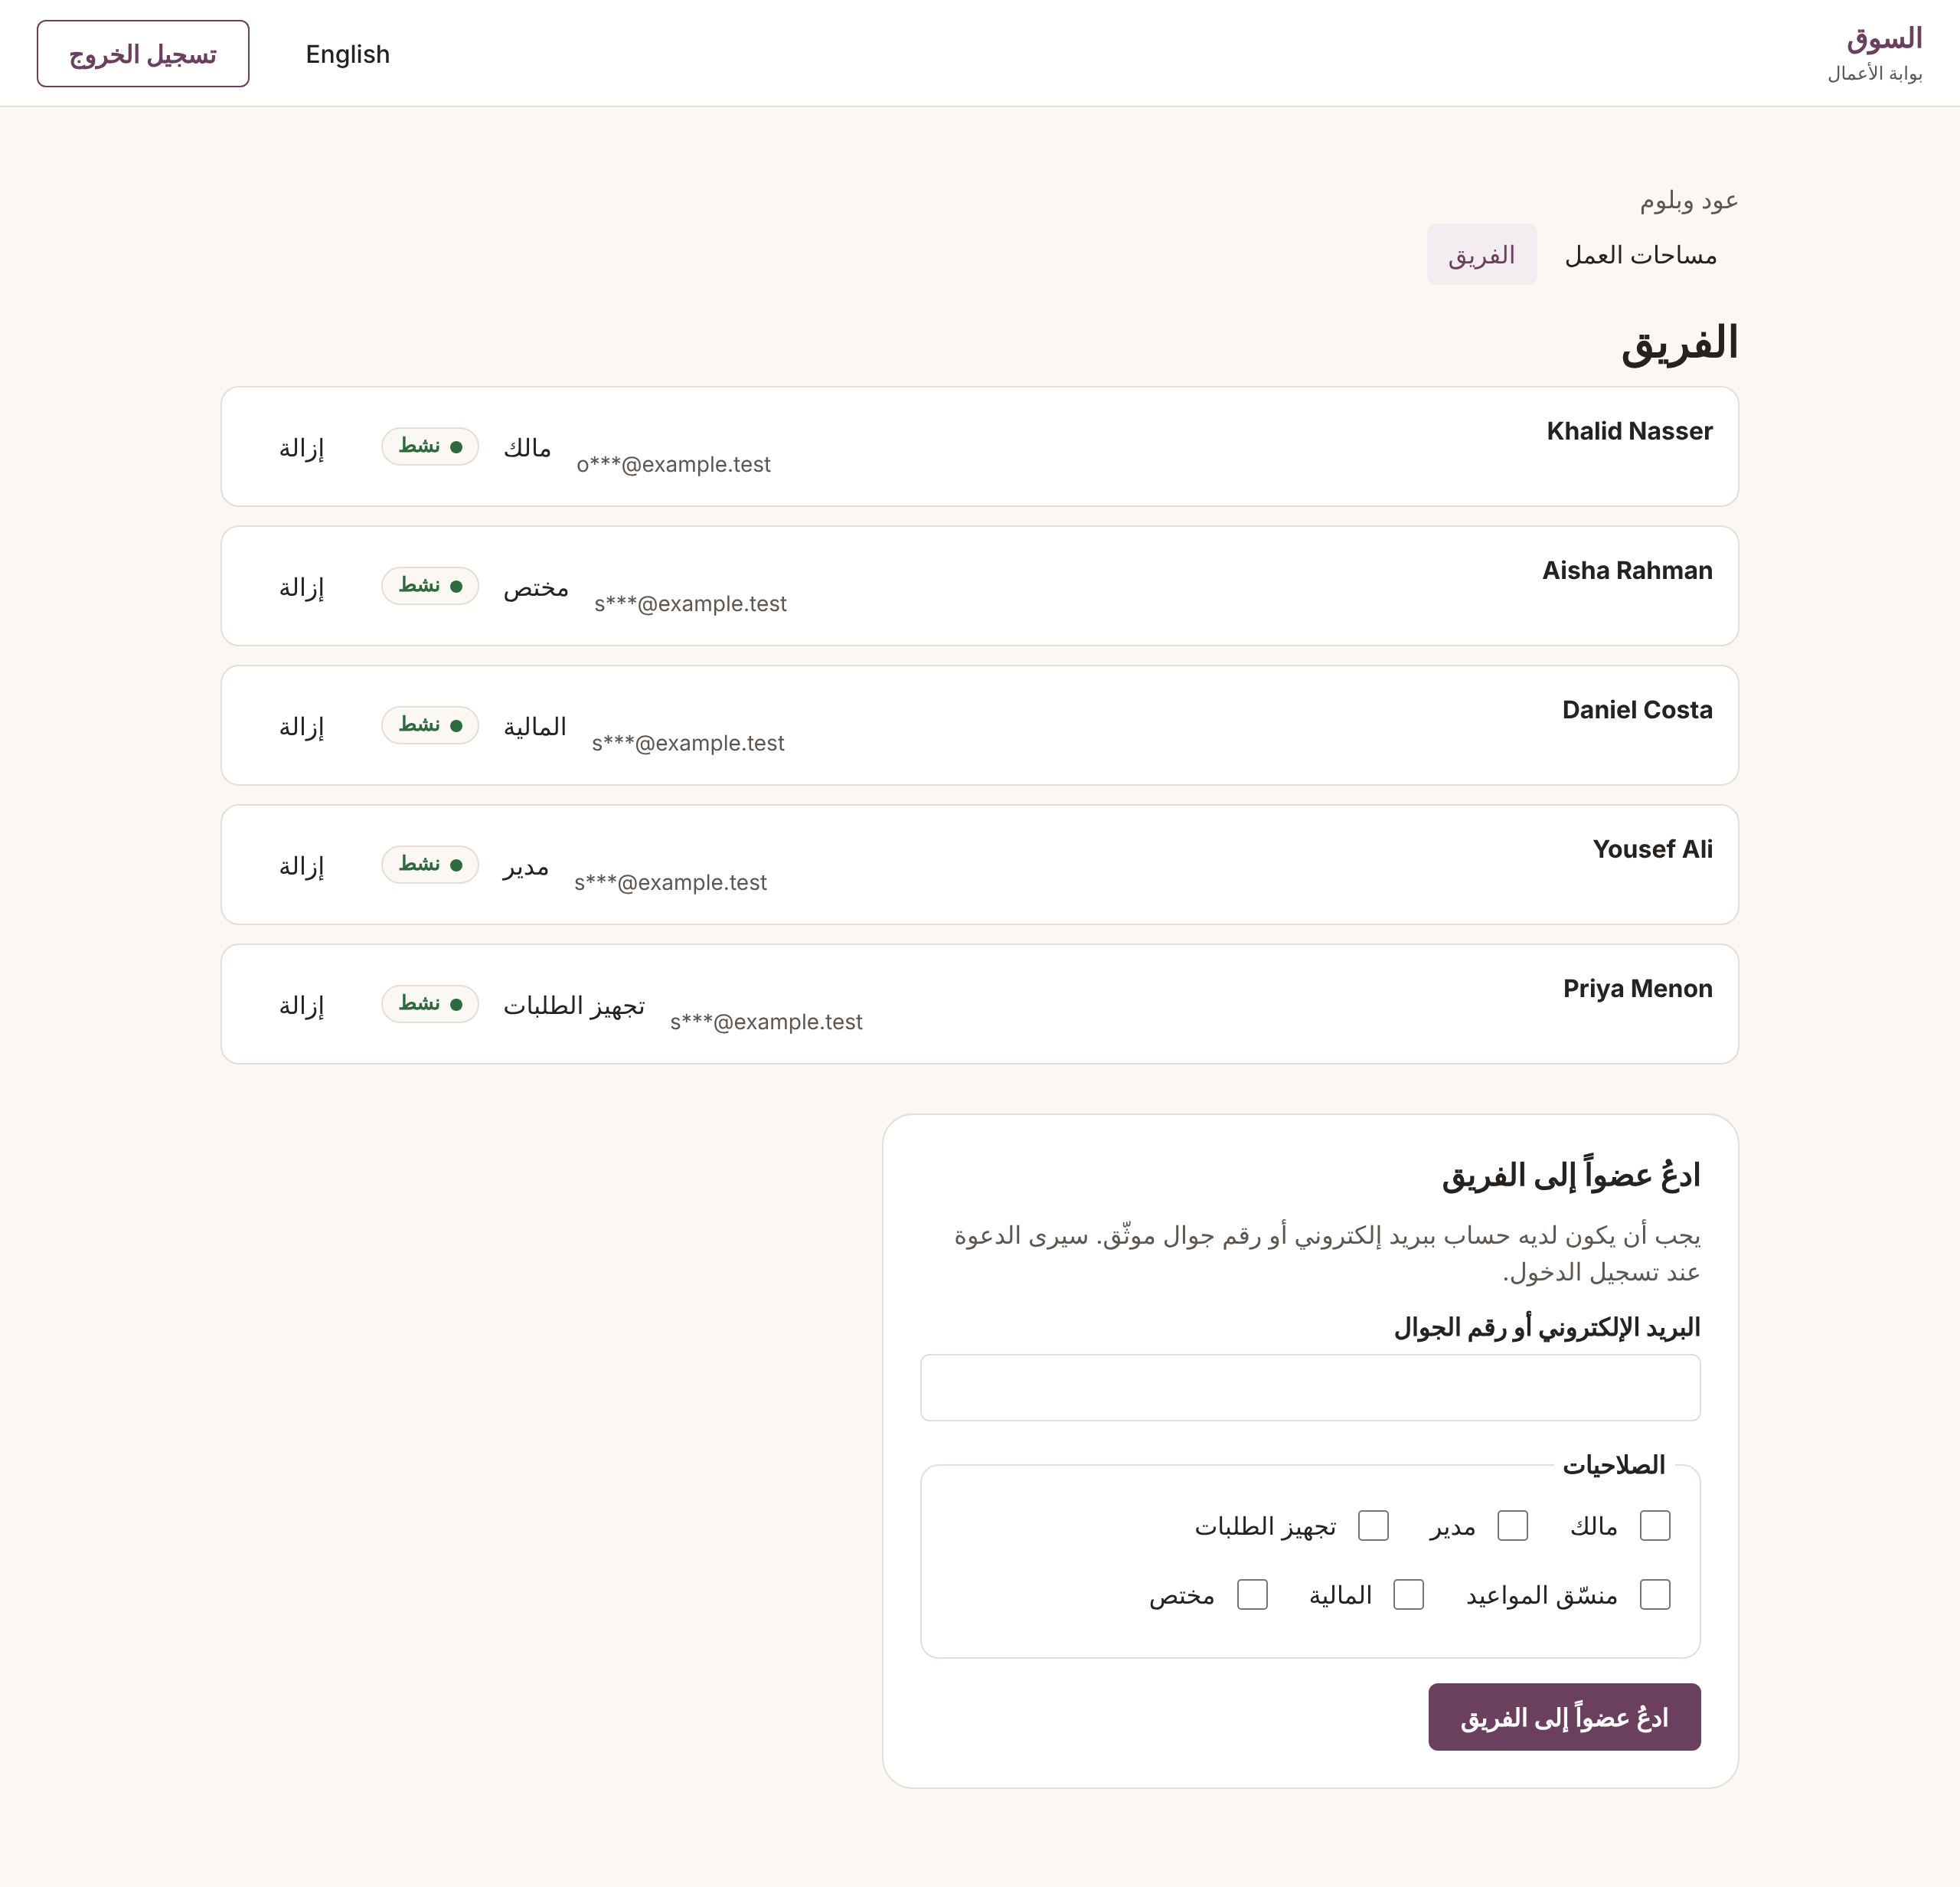 السوق
بوابة الأعمال
English
تسجيل الخروج
عود وبلوم
مساحات العمل
الفريق
الفريق
Khalid Nasser
o***@example.test
مالك
نشط
إزالة
Aisha Rahman
s***@example.test
مختص
نشط
إزالة
Daniel Costa
s***@example.test
المالية
نشط
إزالة
Yousef Ali
s***@example.test
مدير
نشط
إزالة
Priya Menon
s***@example.test
تجهيز الطلبات
نشط
إزالة
ادعُ عضواً إلى الفريق
يجب أن يكون لديه حساب ببريد إلكتروني أو رقم جوال موثّق. سيرى الدعوة
عند تسجيل الدخول.
البريد الإلكتروني أو رقم الجوال
الصلاحيات
مالك
مدير
تجهيز الطلبات
منسّق المواعيد
المالية
مختص
ادعُ عضواً إلى الفريق